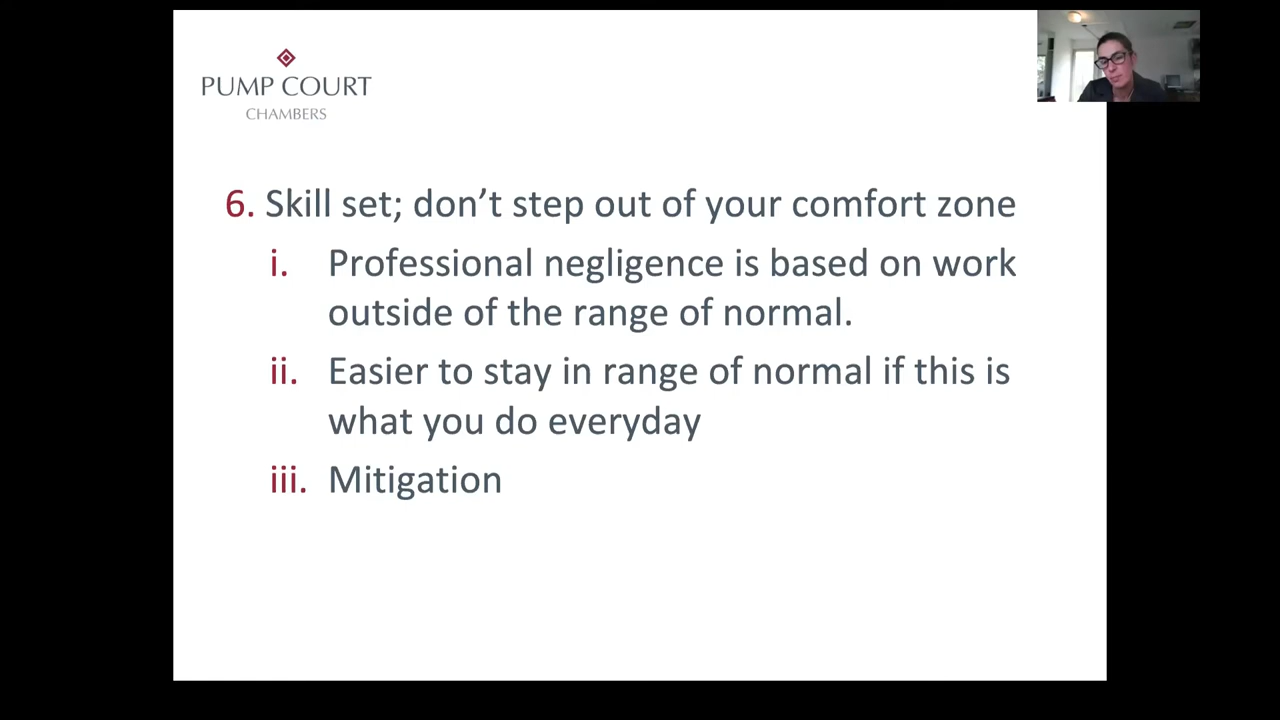 PUMP COURT
CHAMBERS
6. Skill set; don’t step out of your comfort zone
i. Professional negligence is based on work
outside of the range of normal.
ii. Easier to stay in range of normal if this is
what you do everyday
iii. Mitigation